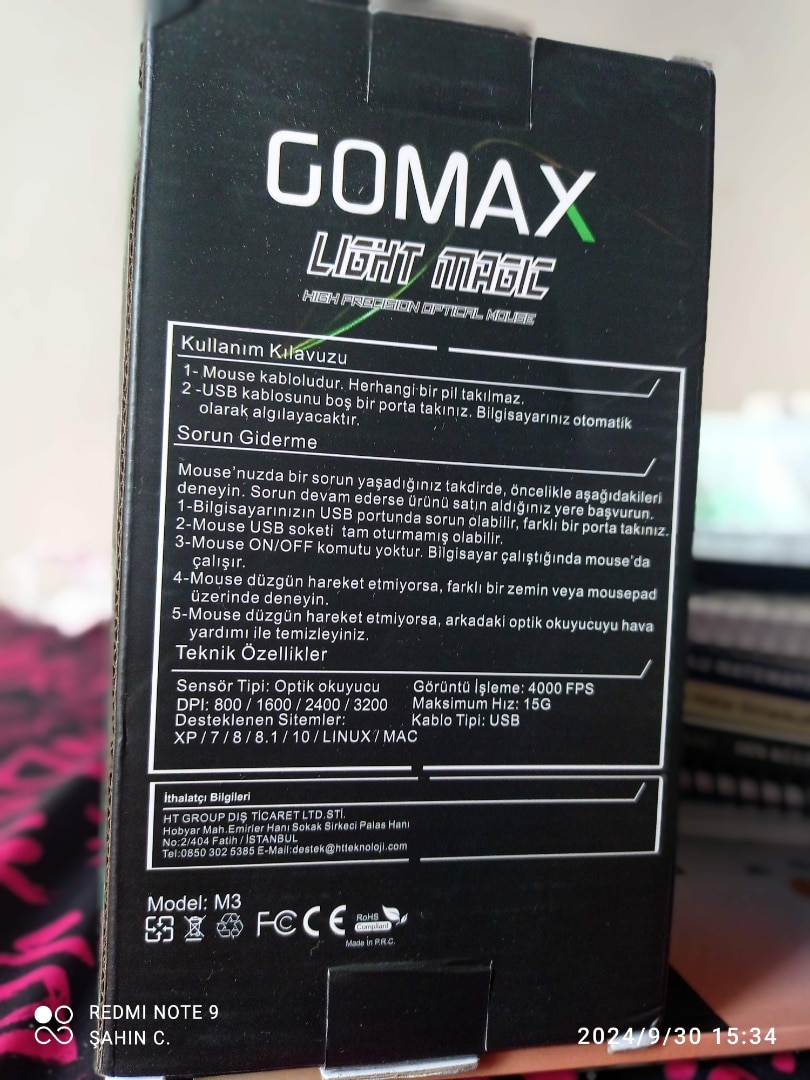 GOMAX
LIGHT MAGIC
HIGH PRECISION OPTICAL MOUSE
Kullanım Kılavuzu
1- Mouse kabloludur. Herhangi bir pil takılmaz.
2 -USB kablosunu boş bir porta takınız. Bilgisayarınız otomatik
olarak algılayacaktır.
Sorun Giderme
Mouse'nuzda bir sorun yaşadığınız takdirde, öncelikle aşağıdakileri
deneyin. Sorun devam ederse ürünü satın aldığınız yere başvurun.
1-Bilgisayarınızın USB portunda sorun olabilir, farklı bir porta takınız.
2-Mouse USB soketi tam oturmamış olabilir.
3-Mouse ON/OFF komutu yoktur. Bilgisayar çalıştığında mouse'da
çalışır.
4-Mouse düzgün hareket etmiyorsa, farklı bir zemin veya mousepad
üzerinde deneyin.
5-Mouse düzgün hareket etmiyorsa, arkadaki optik okuyucuyu hava
yardımı ile temizleyiniz.
Teknik Özellikler
Sensör Tipi: Optik okuyucu Görüntü İşleme: 4000 FPS
DPI: 800 / 1600 / 2400 / 3200 Maksimum Hız: 15G
Desteklenen Sitemler: Kablo Tipi: USB
XP / 7 / 8 / 8.1 / 10 / LINUX / MAC
İthalatçı Bilgileri
HT GROUP DIŞ TİCARET LTD.STİ.
Hobyar Mah.Emirler Hanı Sokak Sirkeci Palas Hanı
No:2/404 Fatih / İSTANBUL
Tel:0850 302 5385 E-Mail:destek@htteknoloji.com
Model: M3
FC CE RoHS
Compliant
Made in P.R.C.
REDMI NOTE 9
ŞAHIN C.
2024/9/30 15:34